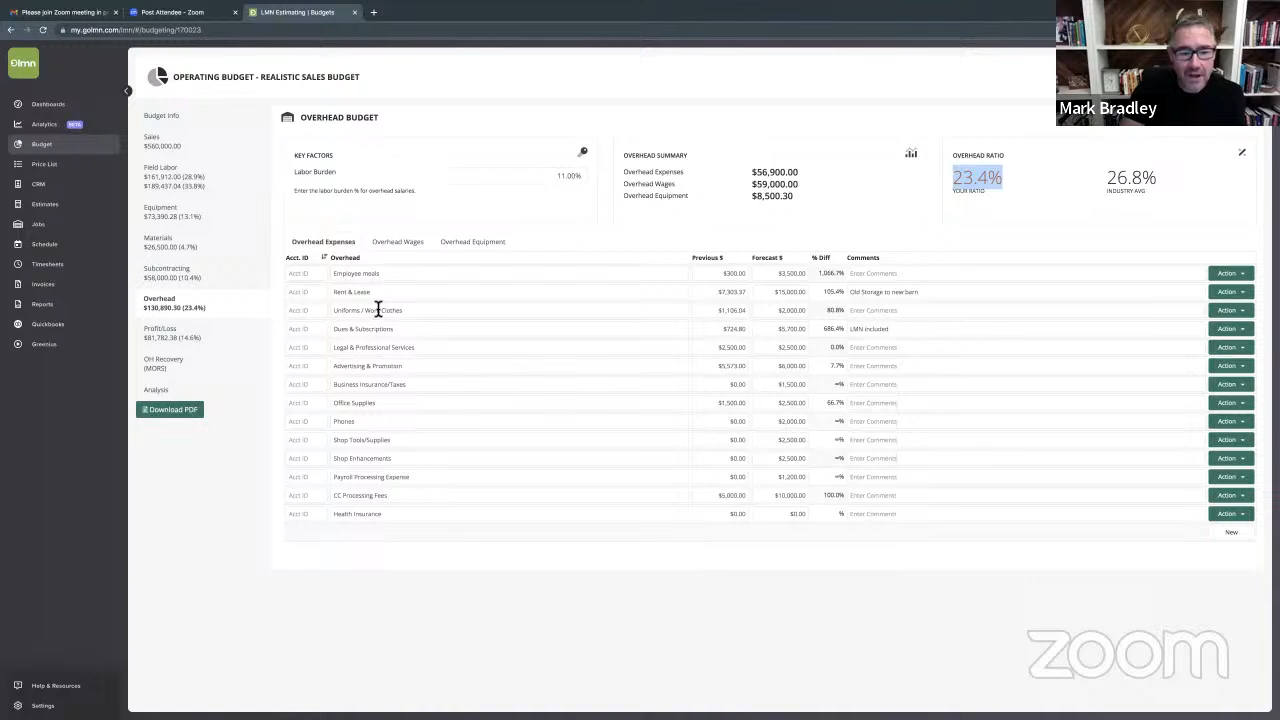 Please join Zoom meeting in p
Post Attendee - Zoom
LMN Estimating | Budgets
my.golmn.com/lmn/#/budgeting/170023
lmn
OPERATING BUDGET - REALISTIC SALES BUDGET
Mark Bradley
Dashboards
Analytics BETA
Budget
Price List
CRM
Estimates
Jobs
Schedule
Timesheets
Invoices
Reports
Quickbooks
Greenius
Help & Resources
Settings
Budget Info
Sales
$560,000.00
Field Labor
$161,912.00 (28.9%)
$189,437.04 (33.8%)
Equipment
$73,390.28 (13.1%)
Materials
$26,500.00 (4.7%)
Subcontracting
$58,000.00 (10.4%)
Overhead
$130,890.30 (23.4%)
Profit/Loss
$81,782.38 (14.6%)
OH Recovery
(MORS)
Analysis
Download PDF
OVERHEAD BUDGET
KEY FACTORS
Labor Burden 11.00%
Enter the labor burden % for overhead salaries.
OVERHEAD SUMMARY
Overhead Expenses $56,900.00
Overhead Wages $59,000.00
Overhead Equipment $8,500.30
OVERHEAD RATIO
23.4% 26.8%
YOUR RATIO INDUSTRY AVG
Overhead Expenses Overhead Wages Overhead Equipment
Acct. ID Overhead Previous $ Forecast $ % Diff Comments
Acct ID Employee meals $300.00 $3,500.00 1,066.7% Enter Comments Action
Acct ID Rent & Lease $7,303.37 $15,000.00 105.4% Old Storage to new barn Action
Acct ID Uniforms / Work Clothes $1,106.04 $2,000.00 80.8% Enter Comments Action
Acct ID Dues & Subscriptions $724.80 $5,700.00 686.4% LMN included Action
Acct ID Legal & Professional Services $2,500.00 $2,500.00 0.0% Enter Comments Action
Acct ID Advertising & Promotion $5,573.00 $6,000.00 7.7% Enter Comments Action
Acct ID Business Insurance/Taxes $0.00 $1,500.00 ∞% Enter Comments Action
Acct ID Office Supplies $1,500.00 $2,500.00 66.7% Enter Comments Action
Acct ID Phones $0.00 $2,000.00 ∞% Enter Comments Action
Acct ID Shop Tools/Supplies $0.00 $2,500.00 ∞% Enter Comments Action
Acct ID Shop Enhancements $0.00 $2,500.00 ∞% Enter Comments Action
Acct ID Payroll Processing Expense $0.00 $1,200.00 ∞% Enter Comments Action
Acct ID CC Processing Fees $5,000.00 $10,000.00 100.0% Enter Comments Action
Acct ID Health Insurance $0.00 $0.00 % Enter Comments Action
New
zoom